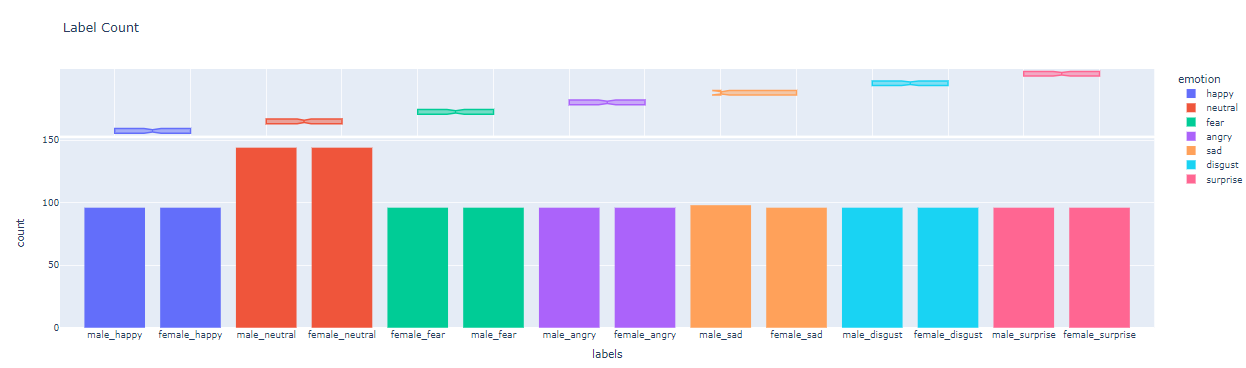 Label Count
emotion
happy
neutral
fear
angry
sad
disgust
surprise
150
100
50
0
count
male_happy female_happy male_neutral female_neutral female_fear male_fear male_angry female_angry male_sad female_sad male_disgust female_disgust male_surprise female_surprise
labels